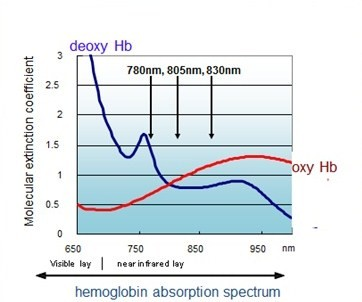 deoxy Hb
3
780nm, 805nm, 830nm
2.5
2
1.5
1
0.5
0
Molecular extinction coefficient
oxy Hb
650 750 850 950 nm
Visible lay near infrared lay
hemoglobin absorption spectrum